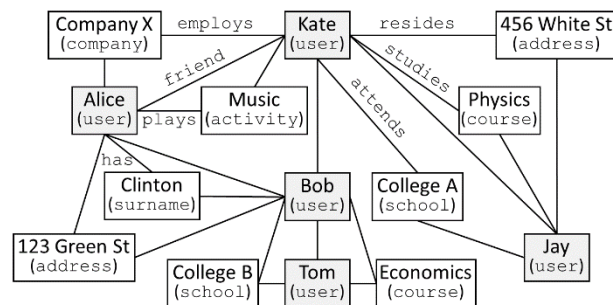 Company X
(company)
employs
Kate
(user)
resides
456 White St
(address)
friend
studies
Alice
(user)
plays
Music
(activity)
attends
Physics
(course)
has
Clinton
(surname)
Bob
(user)
College A
(school)
123 Green St
(address)
College B
(school)
Tom
(user)
Economics
(course)
Jay
(user)